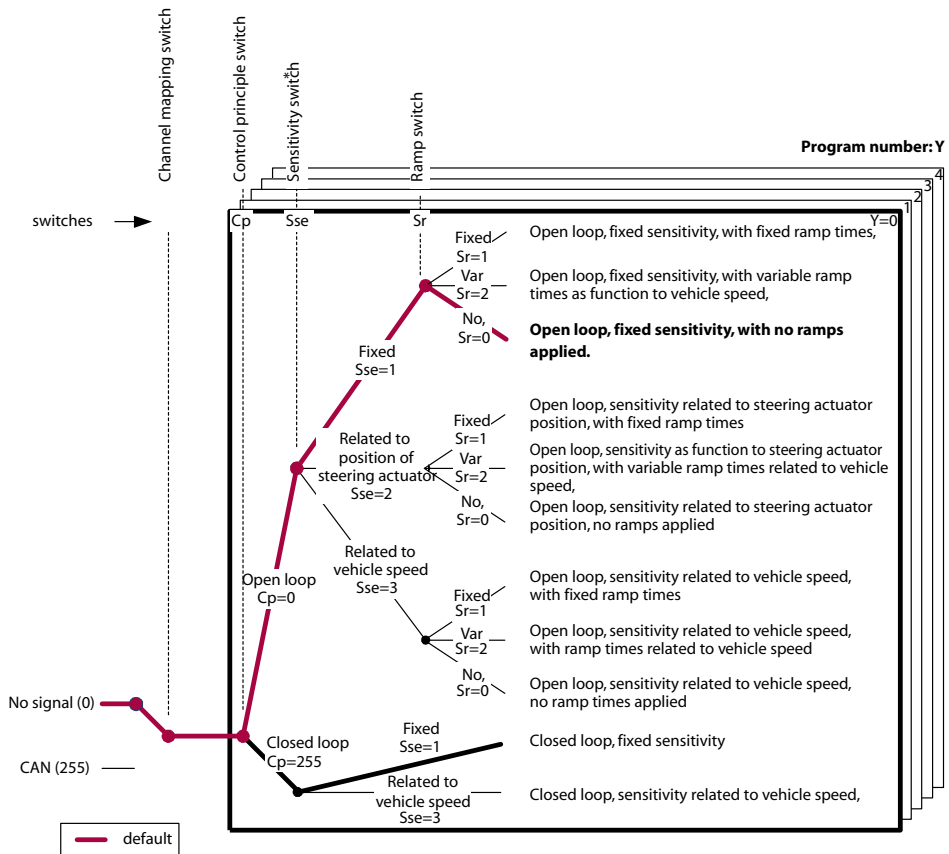 Channel mapping switch
Control principle switch
Sensitivity switch*
Ramp switch
Program number: Y
4
3
2
1
switches
Cp
Sse
Sr
Y=0
Fixed
Sr=1
Open loop, fixed sensitivity, with fixed ramp times,
Var
Sr=2
Open loop, fixed sensitivity, with variable ramp
times as function to vehicle speed,
No,
Sr=0
Open loop, fixed sensitivity, with no ramps
applied.
Fixed
Sse=1
Fixed
Sr=1
Open loop, sensitivity related to steering actuator
position, with fixed ramp times
Related to
position of
steering actuator
Sse=2
Var
Sr=2
Open loop, sensitivity as function to steering actuator
position, with variable ramp times related to vehicle
speed,
No,
Sr=0
Open loop, sensitivity related to steering actuator
position, no ramps applied
Related to
vehicle speed
Sse=3
Open loop
Cp=0
Fixed
Sr=1
Open loop, sensitivity related to vehicle speed,
with fixed ramp times
Var
Sr=2
Open loop, sensitivity related to vehicle speed,
with ramp times related to vehicle speed
No,
Sr=0
Open loop, sensitivity related to vehicle speed,
no ramp times applied
No signal (0)
Closed loop
Cp=255
Fixed
Sse=1
Closed loop, fixed sensitivity
CAN (255)
Related to
vehicle speed
Sse=3
Closed loop, sensitivity related to vehicle speed,
default